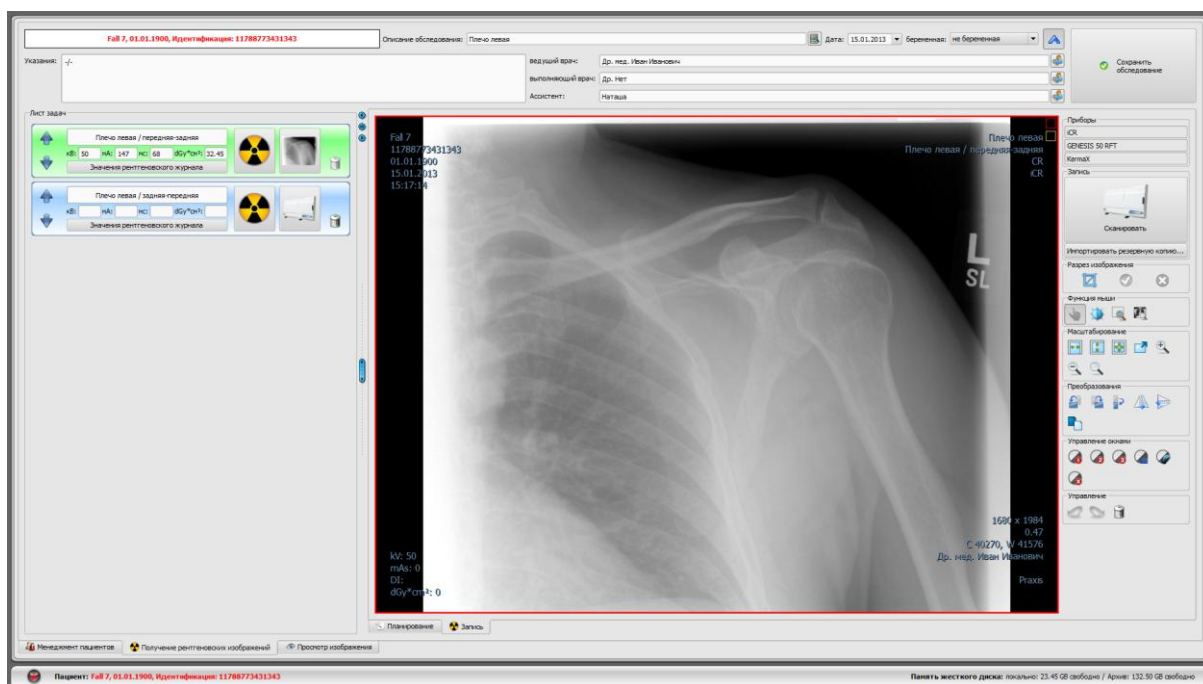 Fall 7, 01.01.1900, Идентификация: 11788773431343
Описание обследования: Плечо левая
Дата: 15.01.2013
беременная: не беременная
Сохранить
обследование
Указания: -/-
ведущий врач: Др. мед. Иван Иванович
выполняющий врач: Др. Нет
Ассистент: Наташа
Лист задач
Плечо левая / передняя-задняя
кВ: 50 мА: 147 мс: 68 dGy*cm²: 32.45
Значения рентгеновского журнала
Плечо левая / задняя-передняя
кВ: мА: мс: dGy*cm²:
Значения рентгеновского журнала
Fall 7
11788773431343
01.01.1900
15.01.2013
15:17:14
Плечо левая
Плечо левая / передняя-задняя
CR
iCR
L
SL
kV: 50
mAs: 0
DI:
dGy*cm²: 0
1680 x 1984
0.47
C 40270, W 41576
Др. мед. Иван Иванович
Praxis
Приборы
iCR
GENESIS 50 RFT
KermaX
Запись
Сканировать
Импортировать резервную копию...
Разрез изображения
Функция мыши
Масштабирование
Преобразования
Управление окнами
Управление
Планирование
Запись
Менеджмент пациентов
Получение рентгеновских изображений
Просмотр изображения
Пациент: Fall 7, 01.01.1900, Идентификация: 11788773431343
Память жесткого диска: локально: 23.45 GB свободно / Архив: 132.50 GB свободно